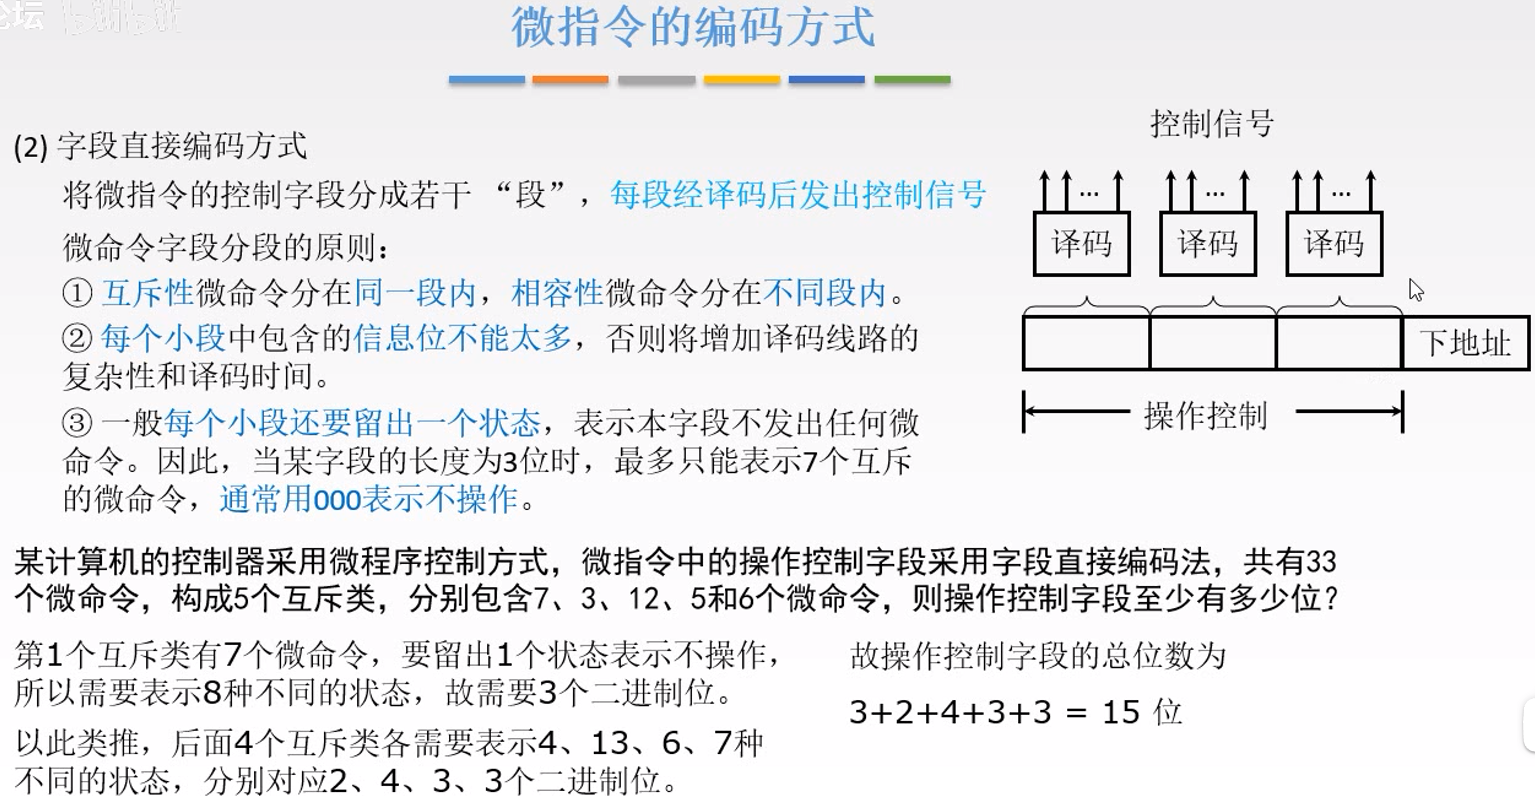 论坛 bilibili
微指令的编码方式
(2) 字段直接编码方式
将微指令的控制字段分成若干 “段”，每段经译码后发出控制信号
微命令字段分段的原则：
① 互斥性微命令分在同一段内，相容性微命令分在不同段内。
② 每个小段中包含的信息位不能太多，否则将增加译码线路的
复杂性和译码时间。
③ 一般每个小段还要留出一个状态，表示本字段不发出任何微
命令。因此，当某字段的长度为3位时，最多只能表示7个互斥
的微命令，通常用000表示不操作。
控制信号
... ... ...
译码 译码 译码
下地址
操作控制
某计算机的控制器采用微程序控制方式，微指令中的操作控制字段采用字段直接编码法，共有33
个微命令，构成5个互斥类，分别包含7、3、12、5和6个微命令，则操作控制字段至少有多少位？
第1个互斥类有7个微命令，要留出1个状态表示不操作，
所以需要表示8种不同的状态，故需要3个二进制位。
以此类推，后面4个互斥类各需要表示4、13、6、7种
不同的状态，分别对应2、4、3、3个二进制位。
故操作控制字段的总位数为
3+2+4+3+3 = 15 位